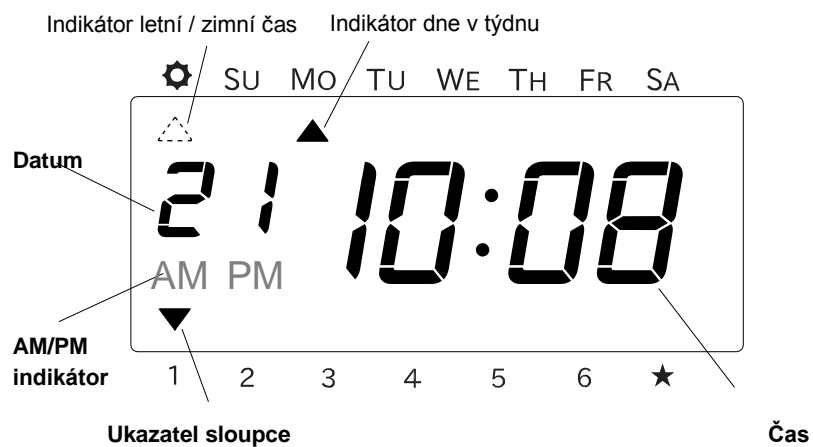 Indikátor letní / zimní čas
Indikátor dne v týdnu
SU MO TU WE TH FR SA
Datum
21 10:08
AM PM
AM/PM
indikátor
1 2 3 4 5 6 ★
Ukazatel sloupce
Čas